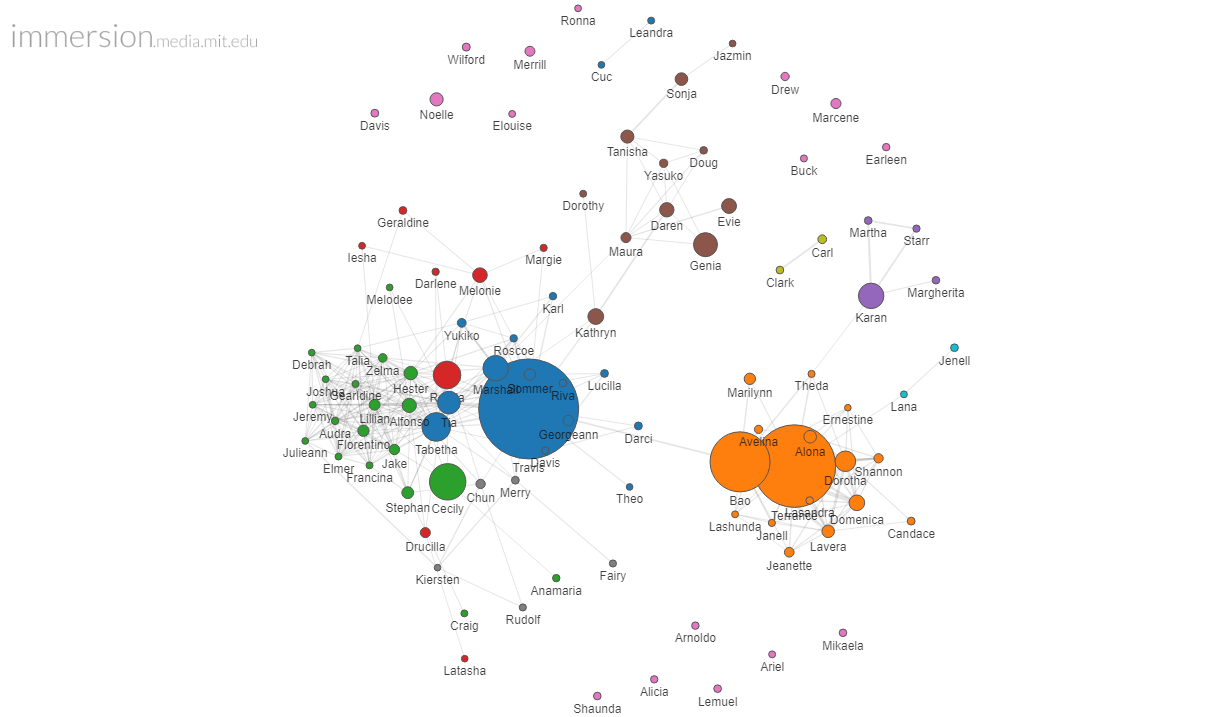 immersion.media.mit.edu
Ronna
Leandra
Wilford
Merrill
Cuc
Jazmin
Sonja
Drew
Marcene
Davis
Noelle
Elouise
Tanisha
Doug
Yasuko
Buck
Earleen
Dorothy
Geraldine
Daren
Evie
Martha
Starr
Iesha
Margie
Maura
Genia
Carl
Clark
Melodee
Darlene
Melonie
Karl
Kathryn
Karan
Margherita
Yukiko
Roscoe
Debrah
Talia
Zelma
Hester
Marshall
Sommer
Riva
Lucilla
Jenell
Joshua
Gearldine
Marilynn
Theda
Lana
Jeremy
Lillian
Alfonso
Tia
Georgeann
Darci
Ernestine
Audra
Florentino
Tabetha
Avelina
Alona
Julieann
Elmer
Francina
Jake
Travis
Davis
Dorotha
Shannon
Stephan
Cecily
Chun
Merry
Theo
Bao
Terrance
Lasandra
Domenica
Lashunda
Janell
Lavera
Candace
Drucilla
Jeanette
Kiersten
Anamaria
Fairy
Craig
Rudolf
Latasha
Arnoldo
Mikaela
Ariel
Alicia
Lemuel
Shaunda